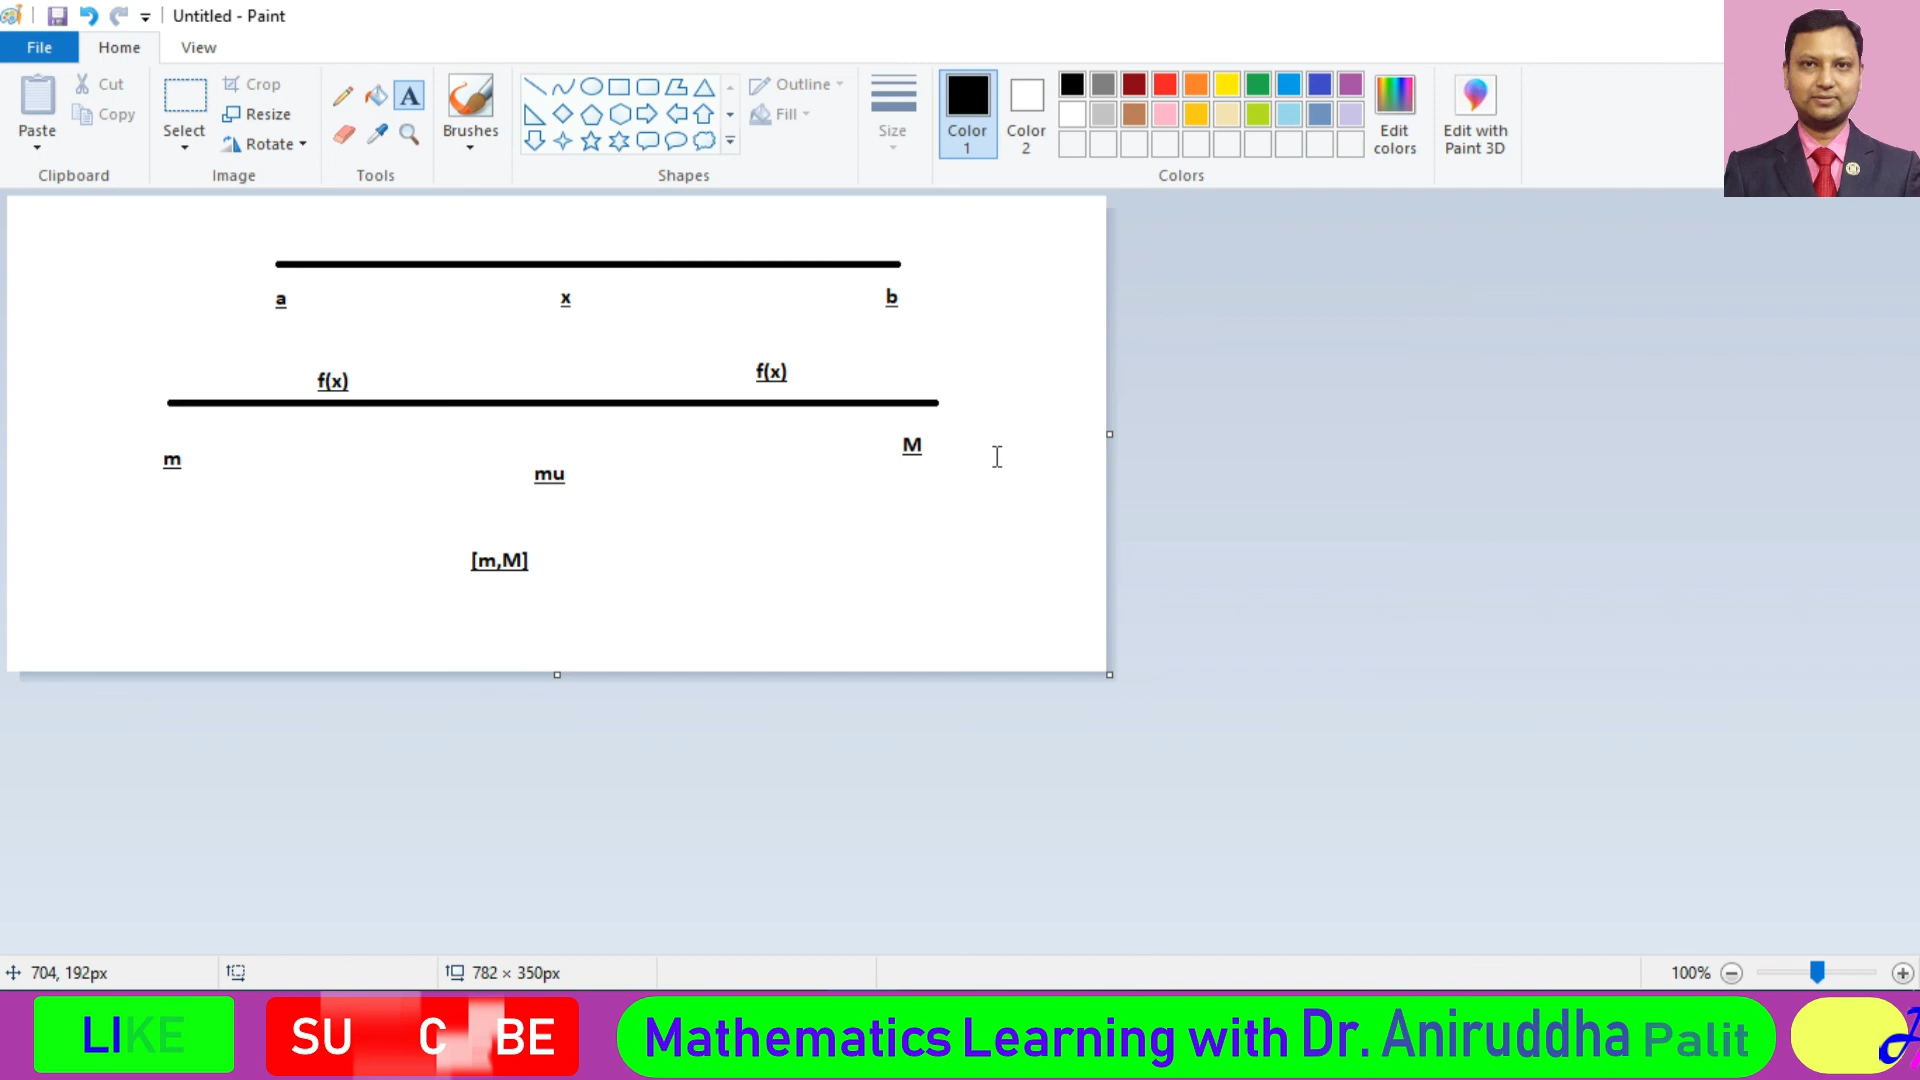 Untitled - Paint
File Home View
Paste
Cut
Copy
Clipboard
Select
Crop
Resize
Rotate
Image
A
Tools
Brushes
Outline
Fill
Shapes
Size
Color 1
Color 2
Edit colors
Colors
Edit with Paint 3D
a x b
f(x) f(x)
m mu M
[m,M]
704, 192px
782 × 350px
100%
LIKE
SU C BE
Mathematics Learning with Dr. Aniruddha Palit